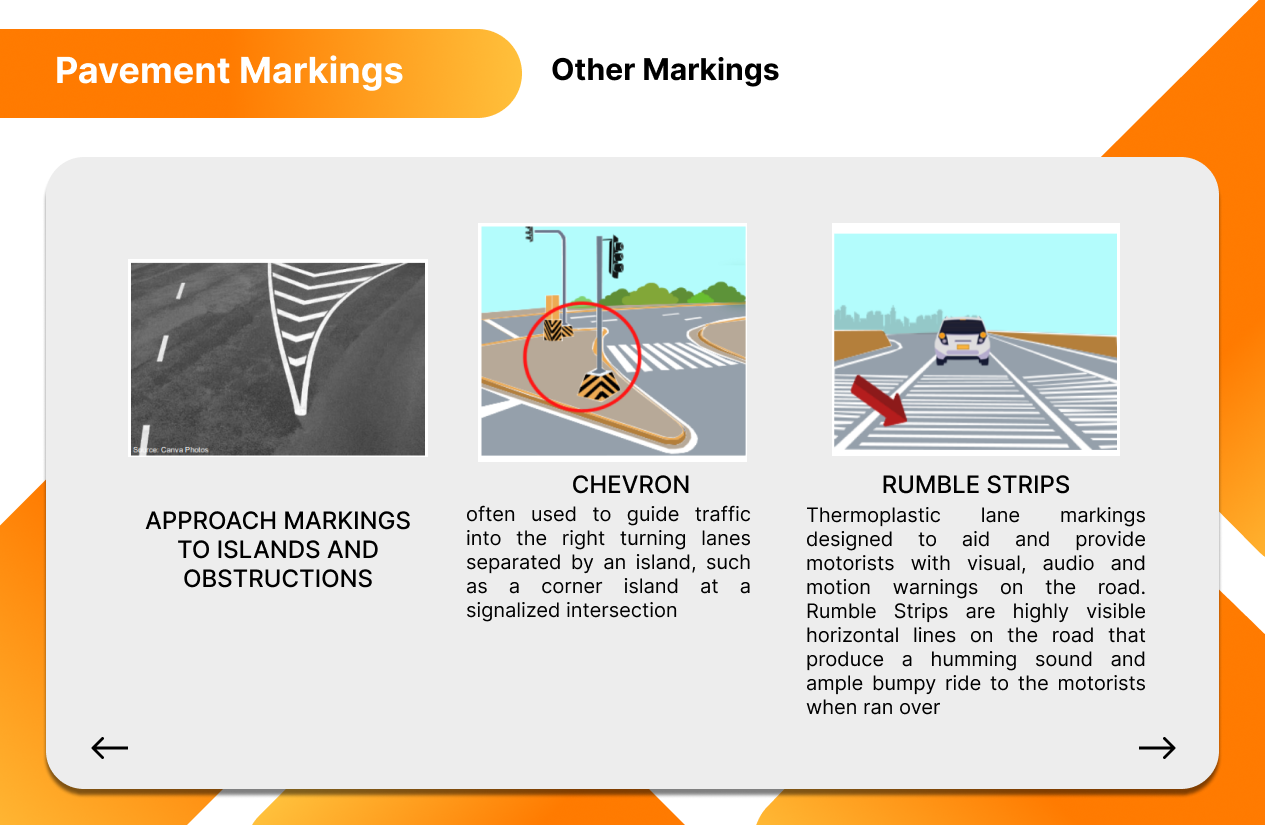 Pavement Markings
Other Markings
Source: Canva Photos
APPROACH MARKINGS
TO ISLANDS AND
OBSTRUCTIONS
CHEVRON
often used to guide traffic
into the right turning lanes
separated by an island, such
as a corner island at a
signalized intersection
RUMBLE STRIPS
Thermoplastic lane markings
designed to aid and provide
motorists with visual, audio and
motion warnings on the road.
Rumble Strips are highly visible
horizontal lines on the road that
produce a humming sound and
ample bumpy ride to the motorists
when ran over